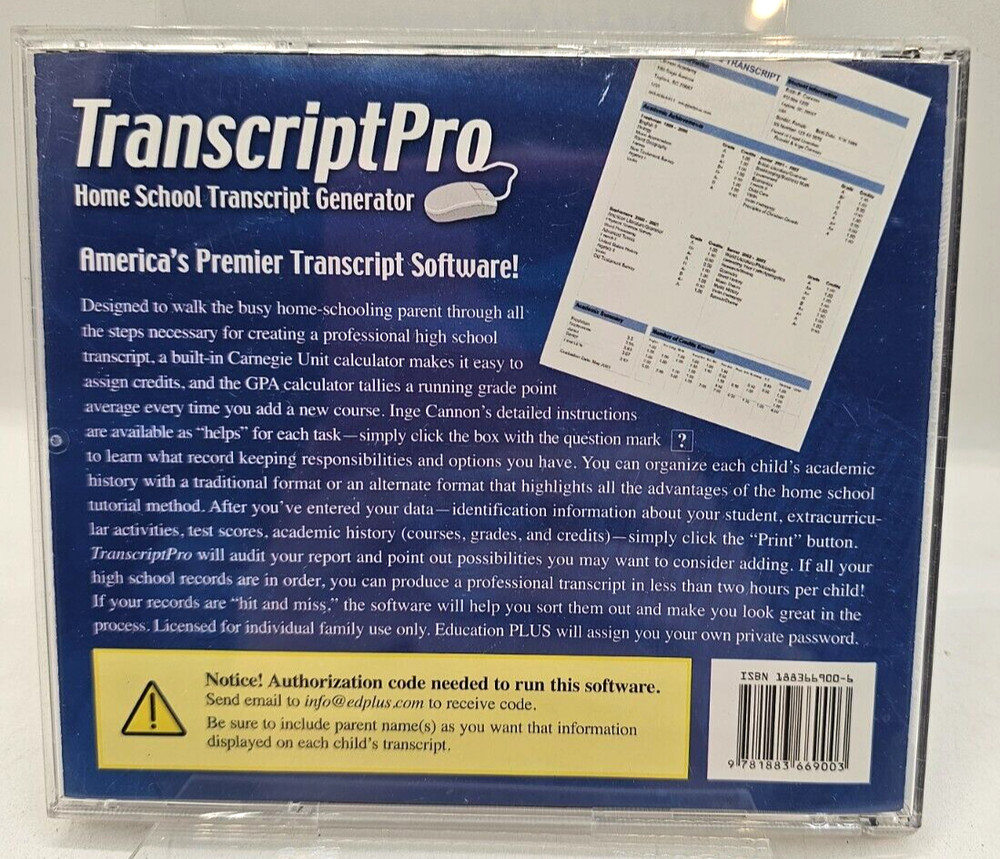 TranscriptPro
Home School Transcript Generator
America's Premier Transcript Software!
Designed to walk the busy home-schooling parent through all
the steps necessary for creating a professional high school
transcript, a built-in Carnegie Unit calculator makes it easy to
assign credits, and the GPA calculator tallies a running grade point
average every time you add a new course. Inge Cannon's detailed instructions
are available as "helps" for each task—simply click the box with the question mark ?
to learn what record keeping responsibilities and options you have. You can organize each child's academic
history with a traditional format or an alternate format that highlights all the advantages of the home school
tutorial method. After you've entered your data—identification information about your student, extracurricu-
lar activities, test scores, academic history (courses, grades, and credits)—simply click the "Print" button.
TranscriptPro will audit your report and point out possibilities you may want to consider adding. If all your
high school records are in order, you can produce a professional transcript in less than two hours per child!
If your records are "hit and miss," the software will help you sort them out and make you look great in the
process. Licensed for individual family use only. Education PLUS will assign you your own private password.
Notice! Authorization code needed to run this software.
Send email to info@edplus.com to receive code.
Be sure to include parent name(s) as you want that information
displayed on each child's transcript.
ISBN 188366900-6
9 781883 669003
TRANSCRIPT
Academic Achievements
Academic Summary